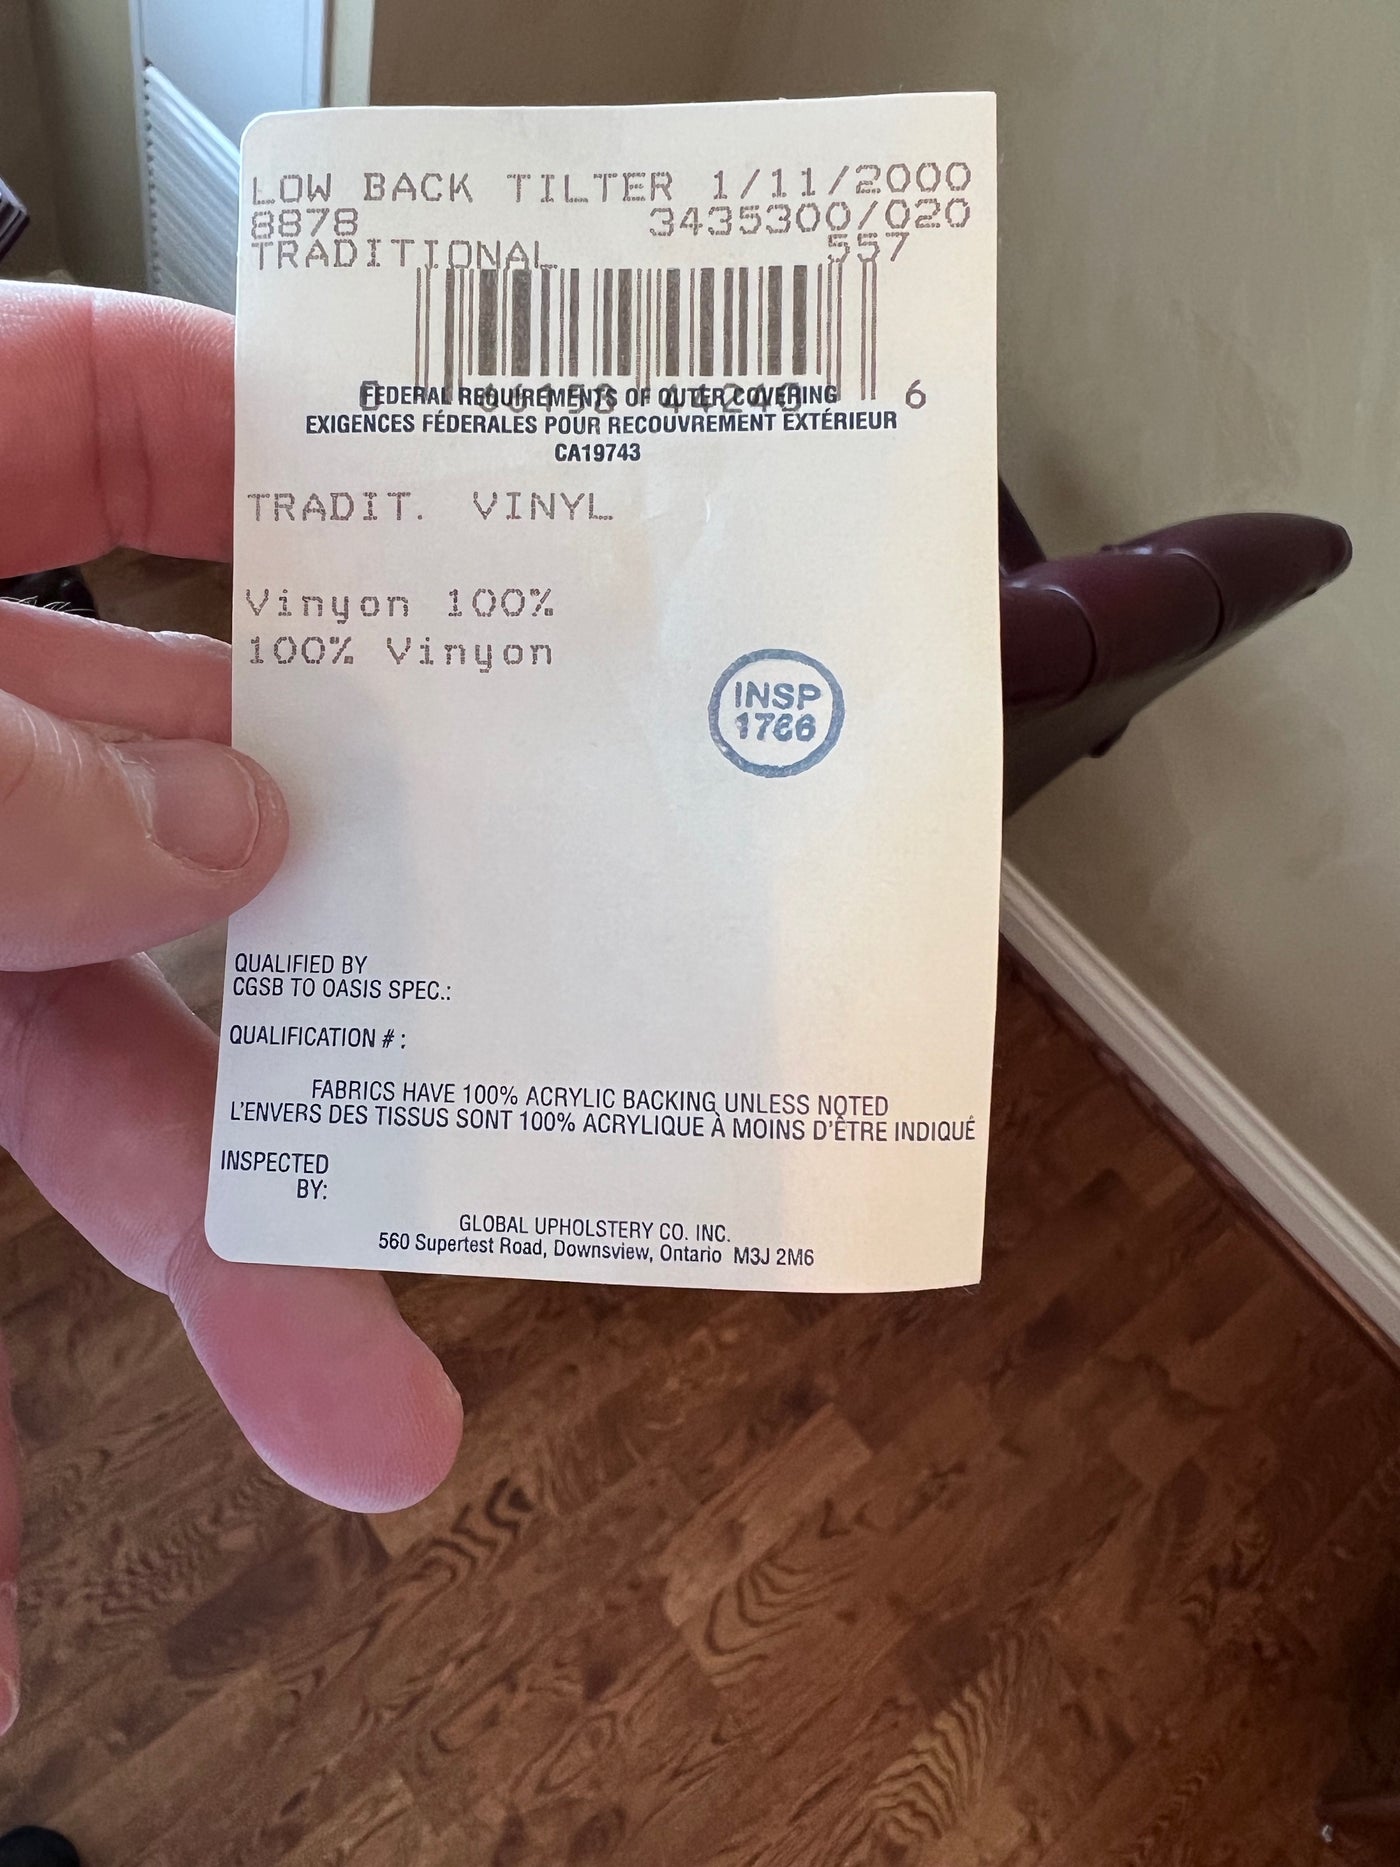 LOW BACK TILTER 1/11/2000
8878 3435300/020
TRADITIONAL 557
FEDERAL REQUIREMENTS OF OUTER COVERING
6
EXIGENCES FÉDÉRALES POUR RECOUVREMENT EXTÉRIEUR
CA19743
TRADIT. VINYL
Vinyon 100%
100% Vinyon
INSP
1766
QUALIFIED BY
CGSB TO OASIS SPEC.:
QUALIFICATION # :
FABRICS HAVE 100% ACRYLIC BACKING UNLESS NOTED
L'ENVERS DES TISSUS SONT 100% ACRYLIQUE À MOINS D'ÊTRE INDIQUÉ
INSPECTED
BY:
GLOBAL UPHOLSTERY CO. INC.
560 Supertest Road, Downsview, Ontario M3J 2M6